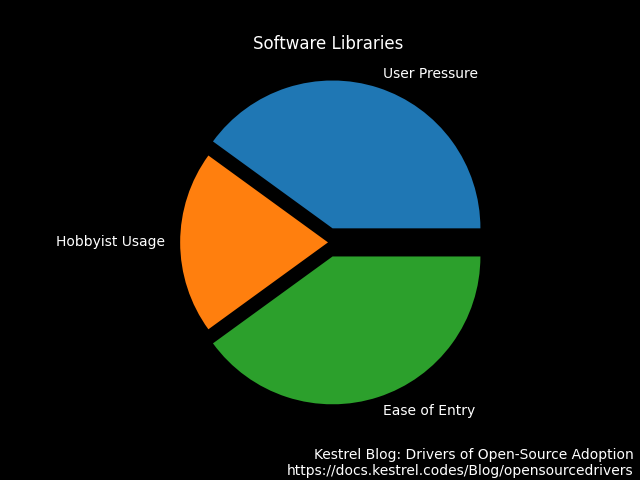 Software Libraries
User Pressure
Hobbyist Usage
Ease of Entry
Kestrel Blog: Drivers of Open-Source Adoption
https://docs.kestrel.codes/Blog/opensourcedrivers